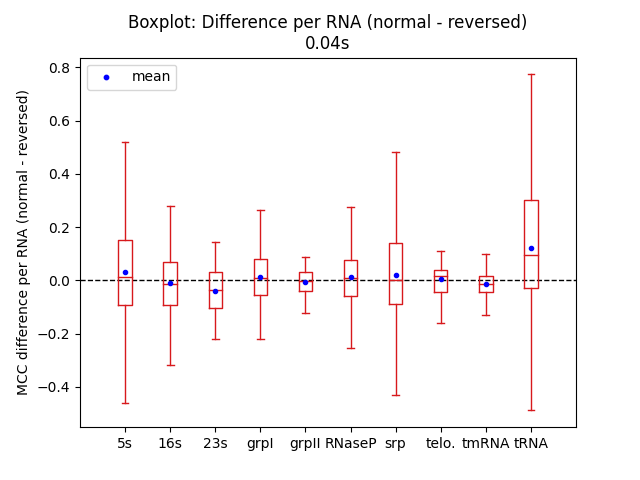 Boxplot: Difference per RNA (normal - reversed)
0.04s
mean
MCC difference per RNA (normal - reversed)
0.8
0.6
0.4
0.2
0.0
−0.2
−0.4
5s 16s 23s grpI grpII RNaseP srp telo. tmRNA tRNA